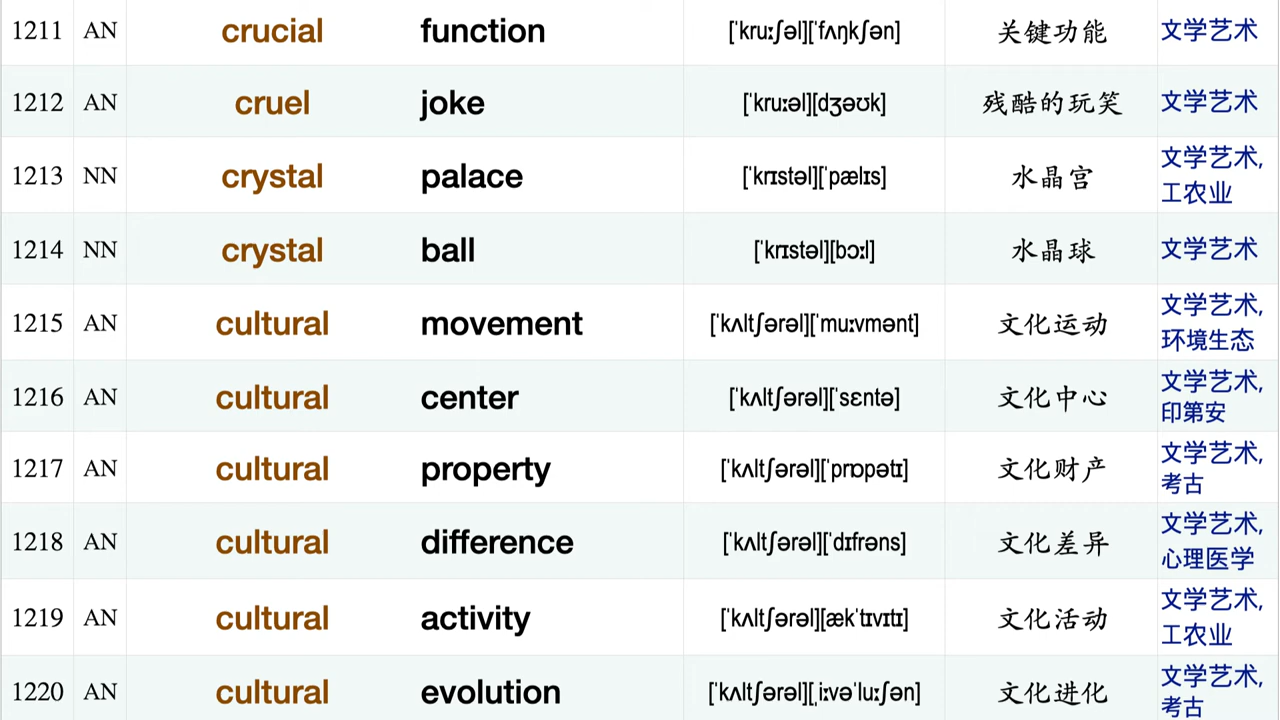 1211 AN crucial function [ˈkruːʃəl][ˈfʌŋkʃən] 关键功能 文学艺术
1212 AN cruel joke [ˈkruːəl][dʒəʊk] 残酷的玩笑 文学艺术
1213 NN crystal palace [ˈkrɪstəl][ˈpælɪs] 水晶宫 文学艺术,
工农业
1214 NN crystal ball [ˈkrɪstəl][bɔːl] 水晶球 文学艺术
1215 AN cultural movement [ˈkʌltʃərəl][ˈmuːvmənt] 文化运动 文学艺术,
环境生态
1216 AN cultural center [ˈkʌltʃərəl][ˈsɛntə] 文化中心 文学艺术,
印第安
1217 AN cultural property [ˈkʌltʃərəl][ˈprɒpətɪ] 文化财产 文学艺术,
考古
1218 AN cultural difference [ˈkʌltʃərəl][ˈdɪfrəns] 文化差异 文学艺术,
心理医学
1219 AN cultural activity [ˈkʌltʃərəl][ækˈtɪvɪtɪ] 文化活动 文学艺术,
工农业
1220 AN cultural evolution [ˈkʌltʃərəl][ˌiːvəˈluːʃən] 文化进化 文学艺术,
考古